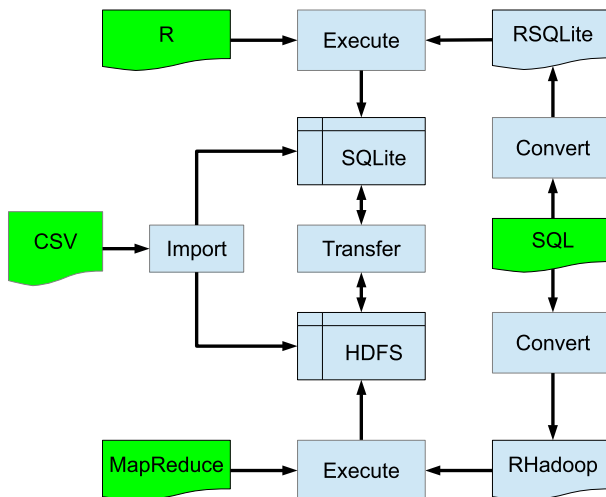 R
Execute
RSQLite
SQLite
Convert
CSV
Import
Transfer
SQL
HDFS
Convert
MapReduce
Execute
RHadoop